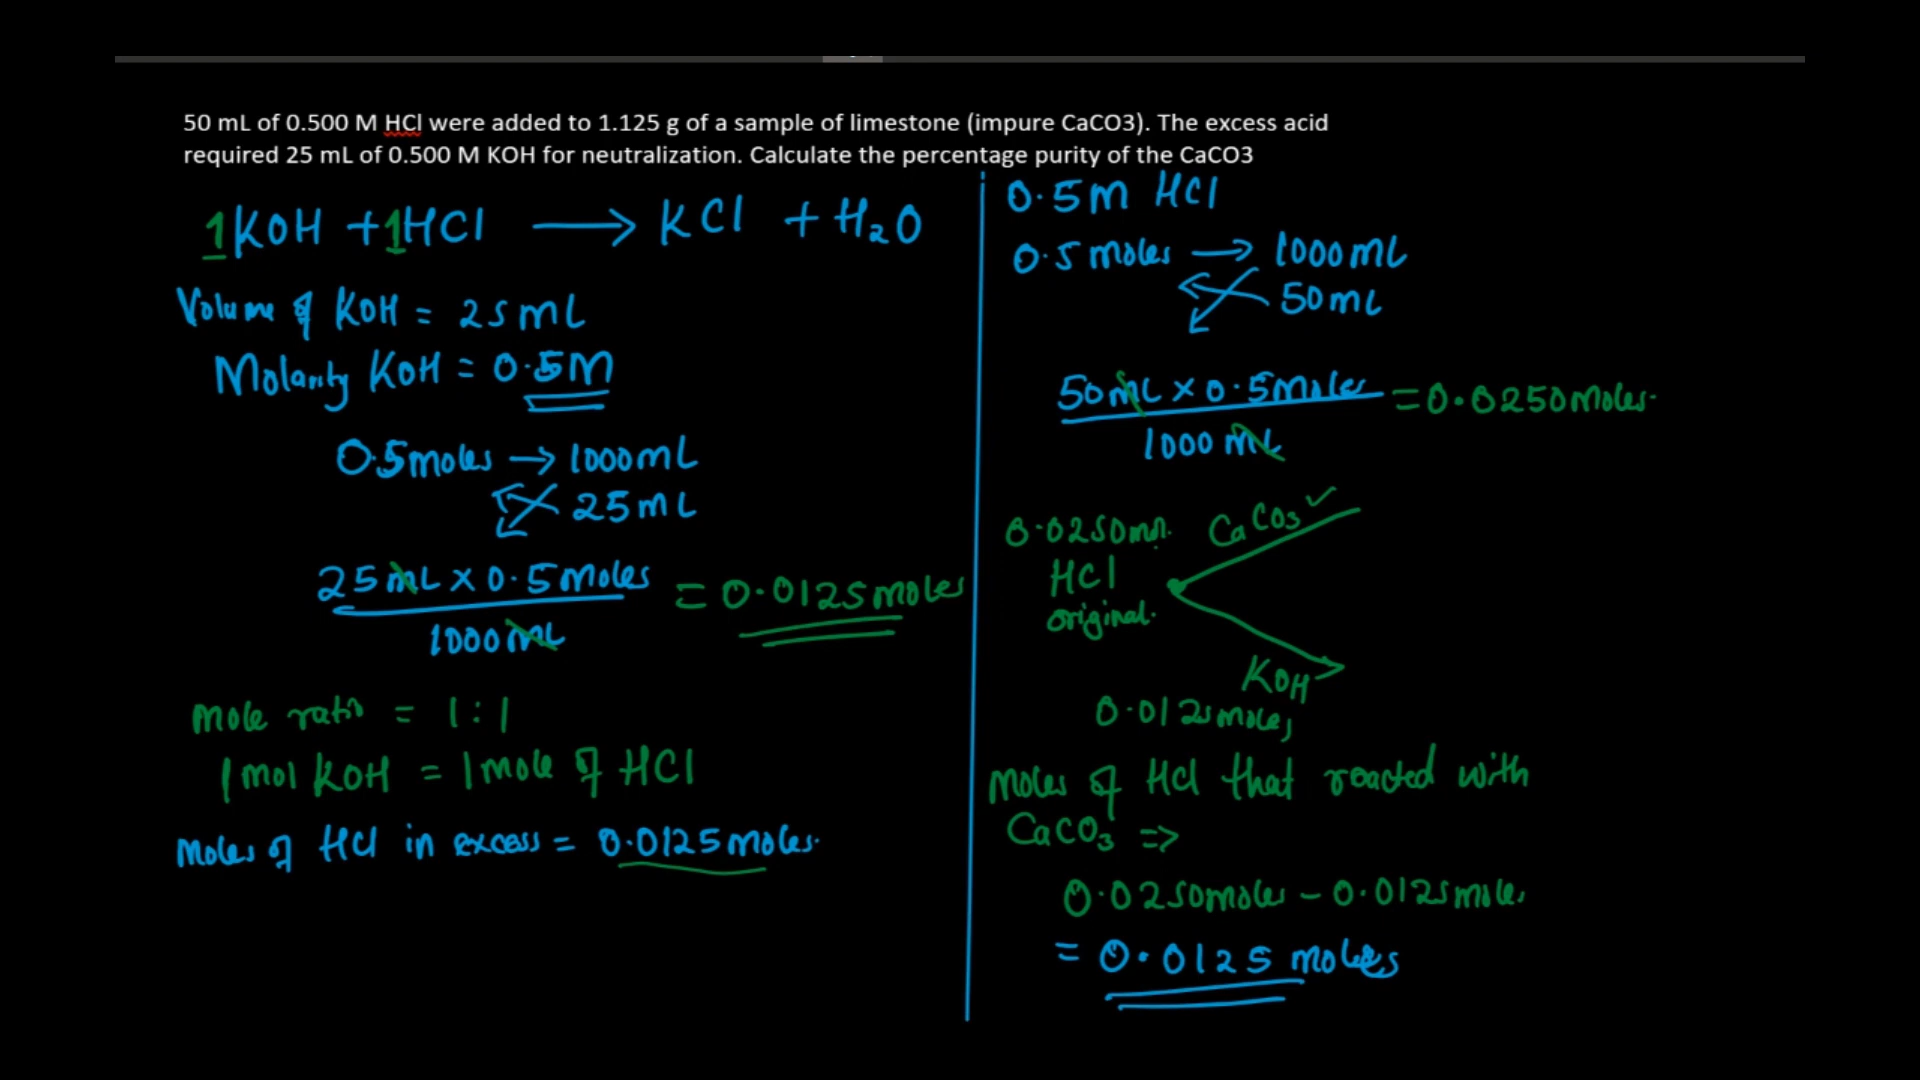 50 mL of 0.500 M HCl were added to 1.125 g of a sample of limestone (impure CaCO3). The excess acid
required 25 mL of 0.500 M KOH for neutralization. Calculate the percentage purity of the CaCO3
1KOH + 1HCl → KCl + H₂O
Volume of KOH = 25mL
Molarity KOH = 0.5M
0.5moles → 1000mL
25mL
25mL x 0.5moles = 0.0125moles
1000mL
mole ratio = 1:1
1mol KOH = 1mole of HCl
moles of HCl in excess = 0.0125moles.
0.5M HCl
0.5 moles → 1000mL
50mL
50mL x 0.5moles = 0.0250moles.
1000mL
0.0250mol. CaCO₃ ✓
HCl
original.
KOH
0.0125moles
moles of HCl that reacted with
CaCO₃ ⇒
0.0250moles - 0.0125moles
= 0.0125 moles